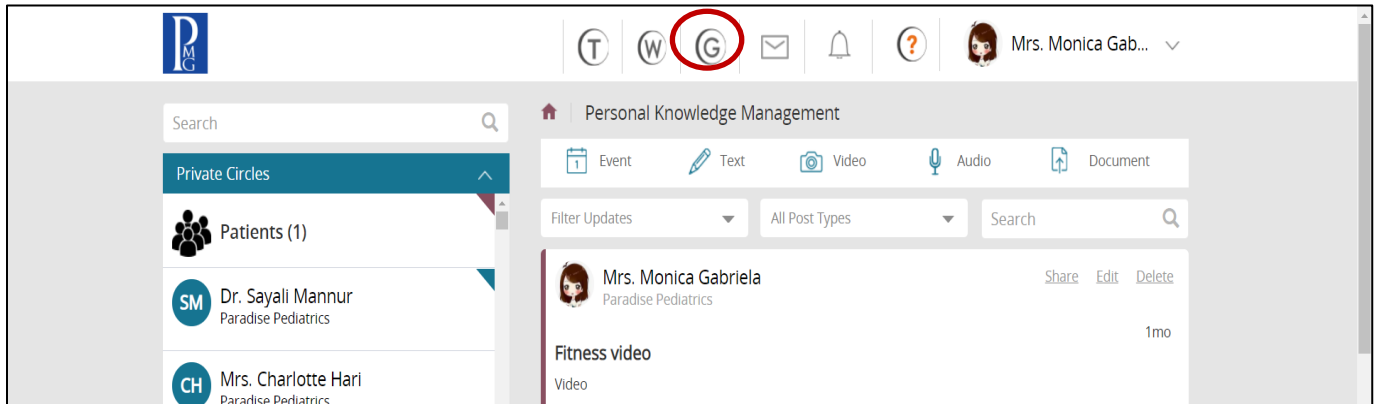 PMG
T W G ? Mrs. Monica Gab...
Search
Personal Knowledge Management
Private Circles
1 Event Text Video Audio Document
Patients (1)
Filter Updates All Post Types Search
SM Dr. Sayali Mannur
Paradise Pediatrics
Mrs. Monica Gabriela Share Edit Delete
Paradise Pediatrics
1mo
Fitness video
Video
CH Mrs. Charlotte Hari
Paradise Pediatrics